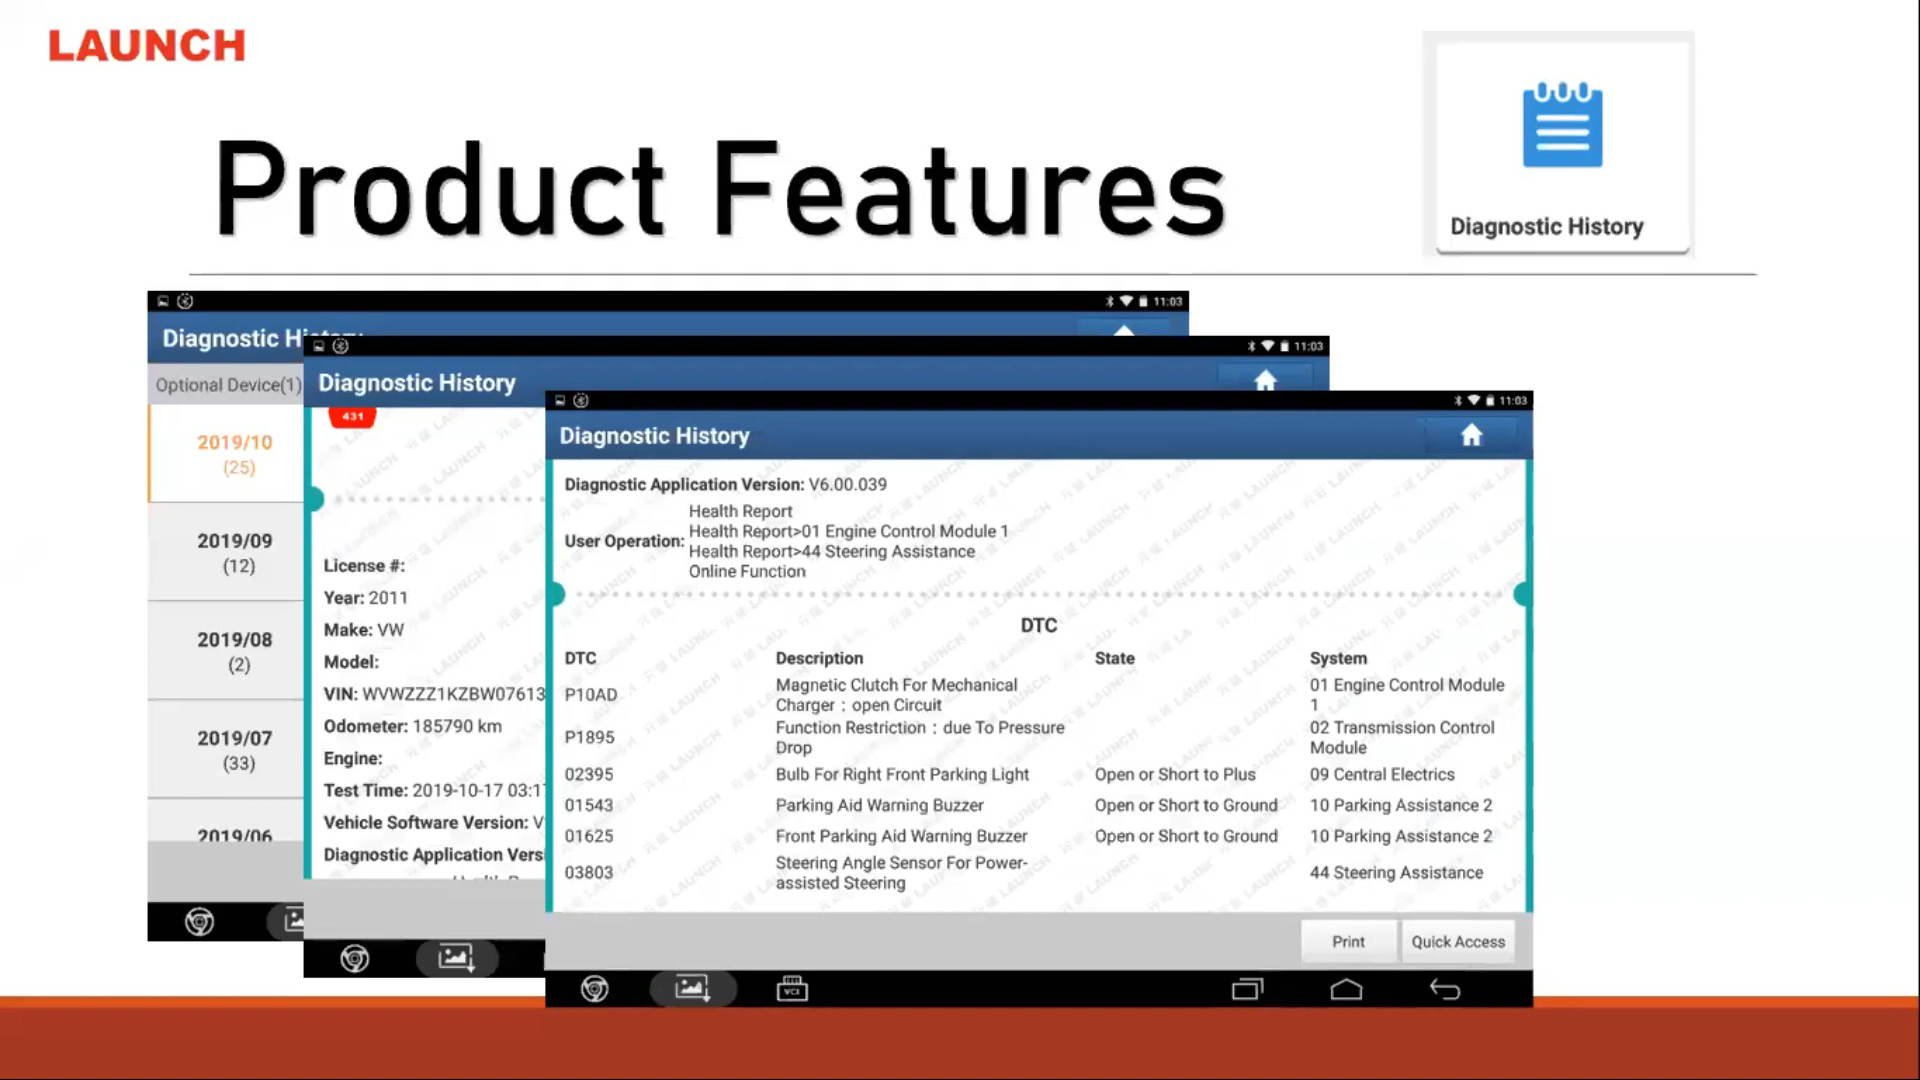 LAUNCH
Product Features
Diagnostic History
11:03
Diagnostic History
Optional Device(1)
2019/10
(25)
2019/09
(12)
2019/08
(2)
2019/07
(33)
2019/06
11:03
Diagnostic History
431
License #:
Year: 2011
Make: VW
Model:
VIN: WVWZZZ1KZBW07613
Odometer: 185790 km
Engine:
Test Time: 2019-10-17 03:1
Vehicle Software Version: V
Diagnostic Application Versi
11:03
Diagnostic History
Diagnostic Application Version: V6.00.039
User Operation:
Health Report
Health Report>01 Engine Control Module 1
Health Report>44 Steering Assistance
Online Function
DTC
DTC Description State System
P10AD Magnetic Clutch For Mechanical Charger：open Circuit 01 Engine Control Module 1
P1895 Function Restriction：due To Pressure Drop 02 Transmission Control Module
02395 Bulb For Right Front Parking Light Open or Short to Plus 09 Central Electrics
01543 Parking Aid Warning Buzzer Open or Short to Ground 10 Parking Assistance 2
01625 Front Parking Aid Warning Buzzer Open or Short to Ground 10 Parking Assistance 2
03803 Steering Angle Sensor For Power-assisted Steering 44 Steering Assistance
Print Quick Access
VCI